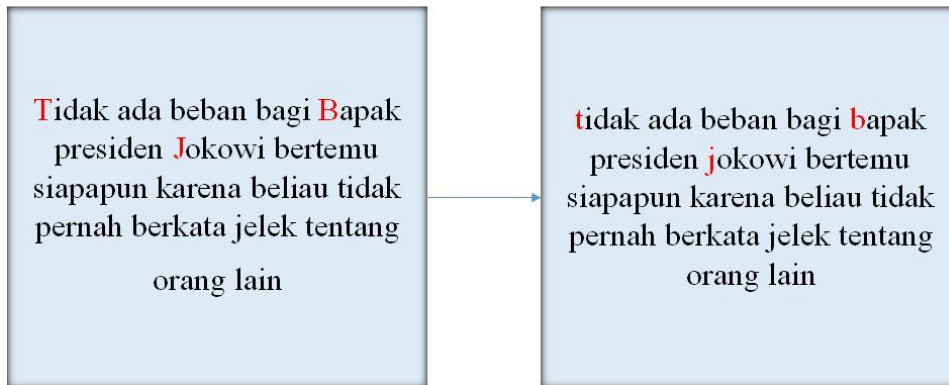 Tidak ada beban bagi Bapak
presiden Jokowi bertemu
siapapun karena beliau tidak
pernah berkata jelek tentang
orang lain
tidak ada beban bagi bapak
presiden jokowi bertemu
siapapun karena beliau tidak
pernah berkata jelek tentang
orang lain